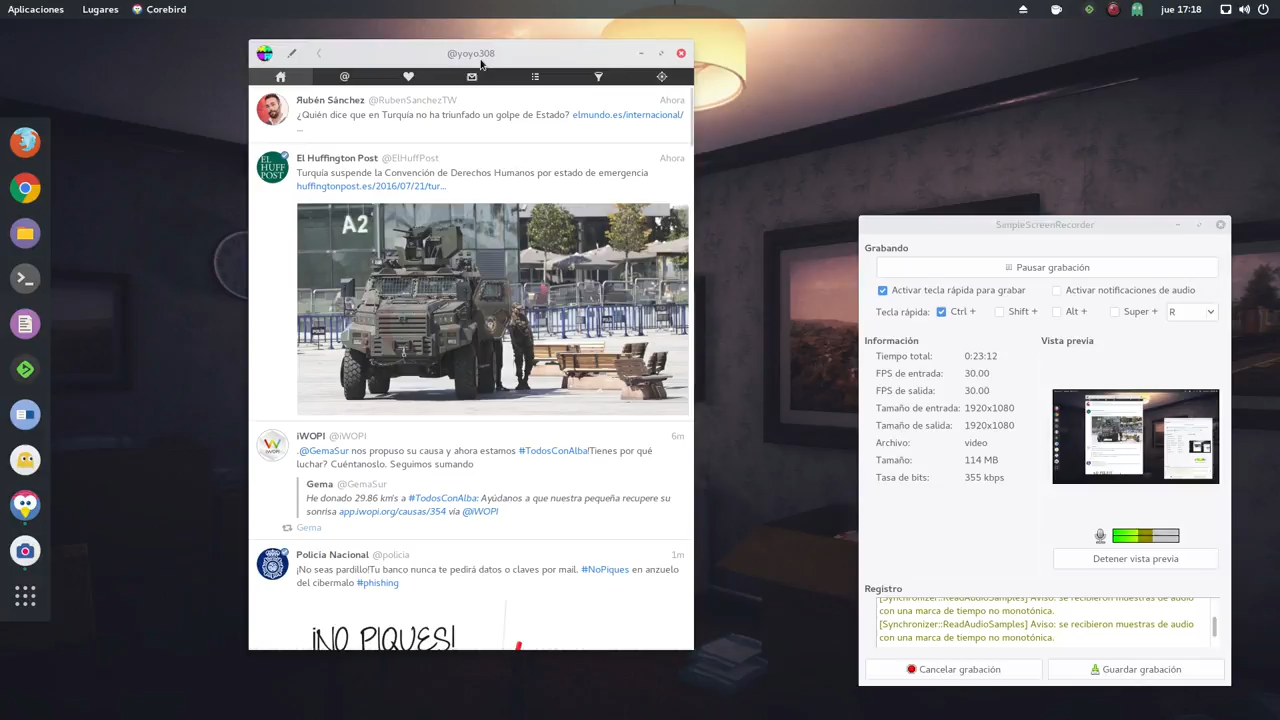 Aplicaciones Lugares Corebird
jue 17:18
@yoyo308
Rubén Sánchez @RubenSanchezTW Ahora
¿Quién dice que en Turquía no ha triunfado un golpe de Estado? elmundo.es/internacional/
...
El Huffington Post @ElHuffPost Ahora
Turquía suspende la Convención de Derechos Humanos por estado de emergencia
huffingtonpost.es/2016/07/21/tur...
A2
iWOPI @iWOPI 6m
.@GemaSur nos propuso su causa y ahora estamos #TodosConAlba!Tienes por qué
luchar? Cuéntanoslo. Seguimos sumando
Gema @GemaSur
He donado 29.86 km's a #TodosConAlba: Ayúdanos a que nuestra pequeña recupere su
sonrisa app.iwopi.org/causas/354 vía @iWOPI
Gema
Policía Nacional @policia 1m
¡No seas pardillo!Tu banco nunca te pedirá datos o claves por mail. #NoPiques en anzuelo
del cibermalo #phishing
¡NO PIQUES!
SimpleScreenRecorder
Grabando
Pausar grabación
Activar tecla rápida para grabar Activar notificaciones de audio
Tecla rápida: Ctrl + Shift + Alt + Super + R
Información
Tiempo total: 0:23:12
FPS de entrada: 30.00
FPS de salida: 30.00
Tamaño de entrada: 1920x1080
Tamaño de salida: 1920x1080
Archivo: video
Tamaño: 114 MB
Tasa de bits: 355 kbps
Vista previa
Detener vista previa
Registro
[Synchronizer::ReadAudioSamples] Aviso: se recibieron muestras de audio
con una marca de tiempo no monotónica.
[Synchronizer::ReadAudioSamples] Aviso: se recibieron muestras de audio
con una marca de tiempo no monotónica.
Cancelar grabación Guardar grabación